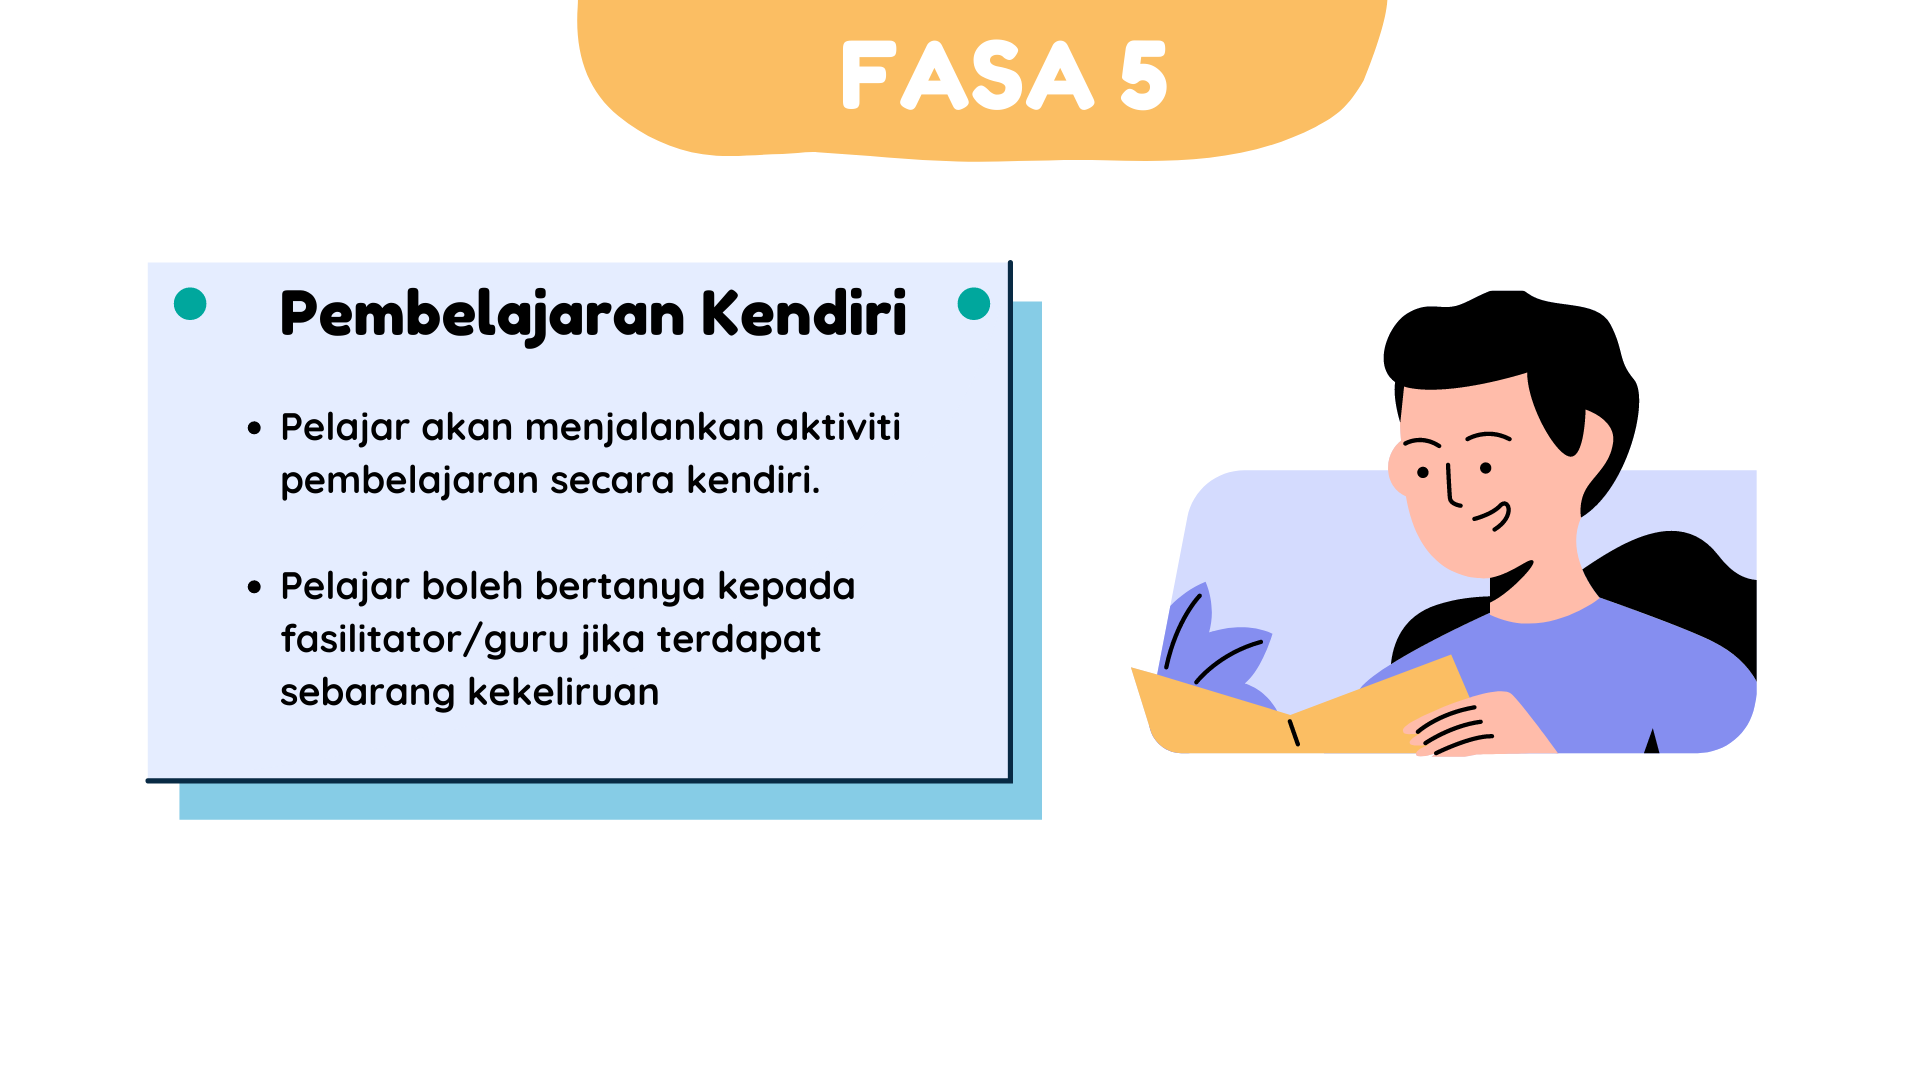 FASA 5
Pembelajaran Kendiri
• Pelajar akan menjalankan aktiviti
pembelajaran secara kendiri.
• Pelajar boleh bertanya kepada
fasilitator/guru jika terdapat
sebarang kekeliruan